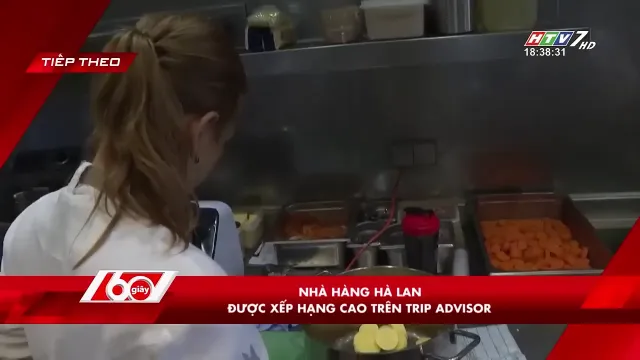 TIẾP THEO
HTV7 HD
18:38:31
60 giây
NHÀ HÀNG HÀ LAN
ĐƯỢC XẾP HẠNG CAO TRÊN TRIP ADVISOR